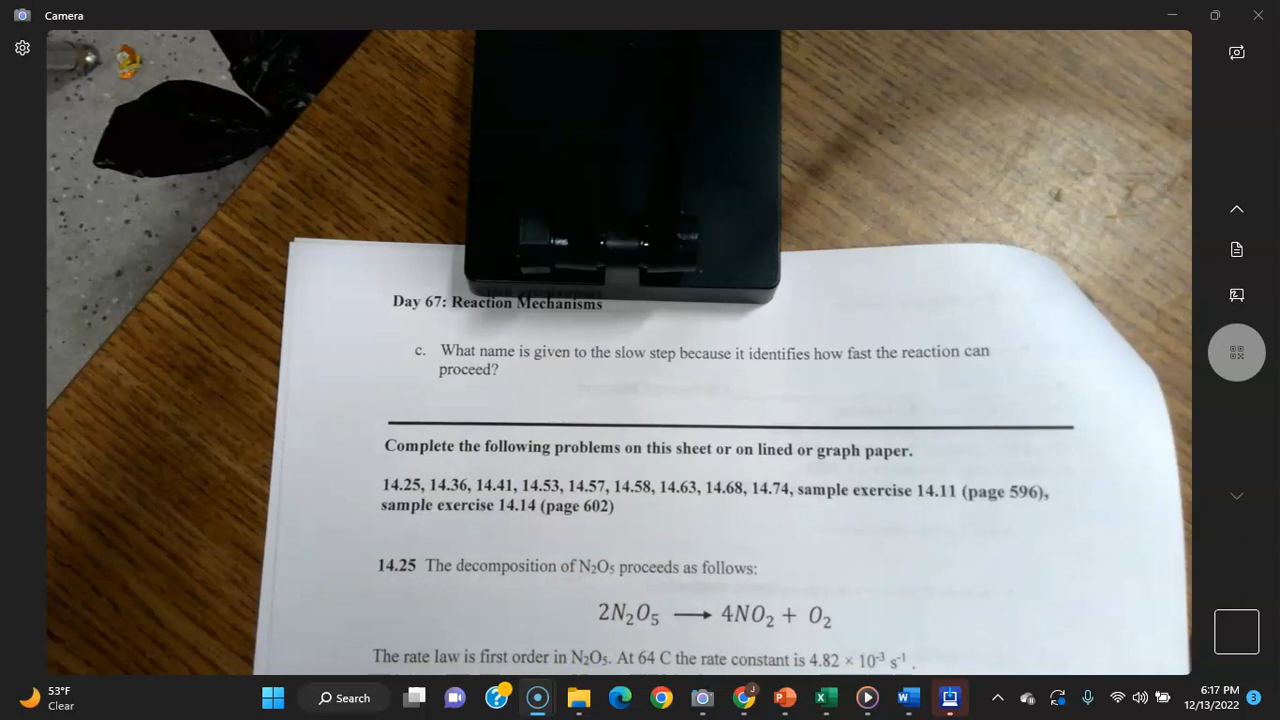 Camera
Day 67: Reaction Mechanisms
c. What name is given to the slow step because it identifies how fast the reaction can
proceed?
Complete the following problems on this sheet or on lined or graph paper.
14.25, 14.36, 14.41, 14.53, 14.57, 14.58, 14.63, 14.68, 14.74, sample exercise 14.11 (page 596),
sample exercise 14.14 (page 602)
14.25 The decomposition of N₂O₅ proceeds as follows:
2N₂O₅ ⟶ 4NO₂ + O₂
The rate law is first order in N₂O₅. At 64 C the rate constant is 4.82 × 10⁻³ s⁻¹ .
53°F
Clear
Search
6:17 PM
12/13/2022
3